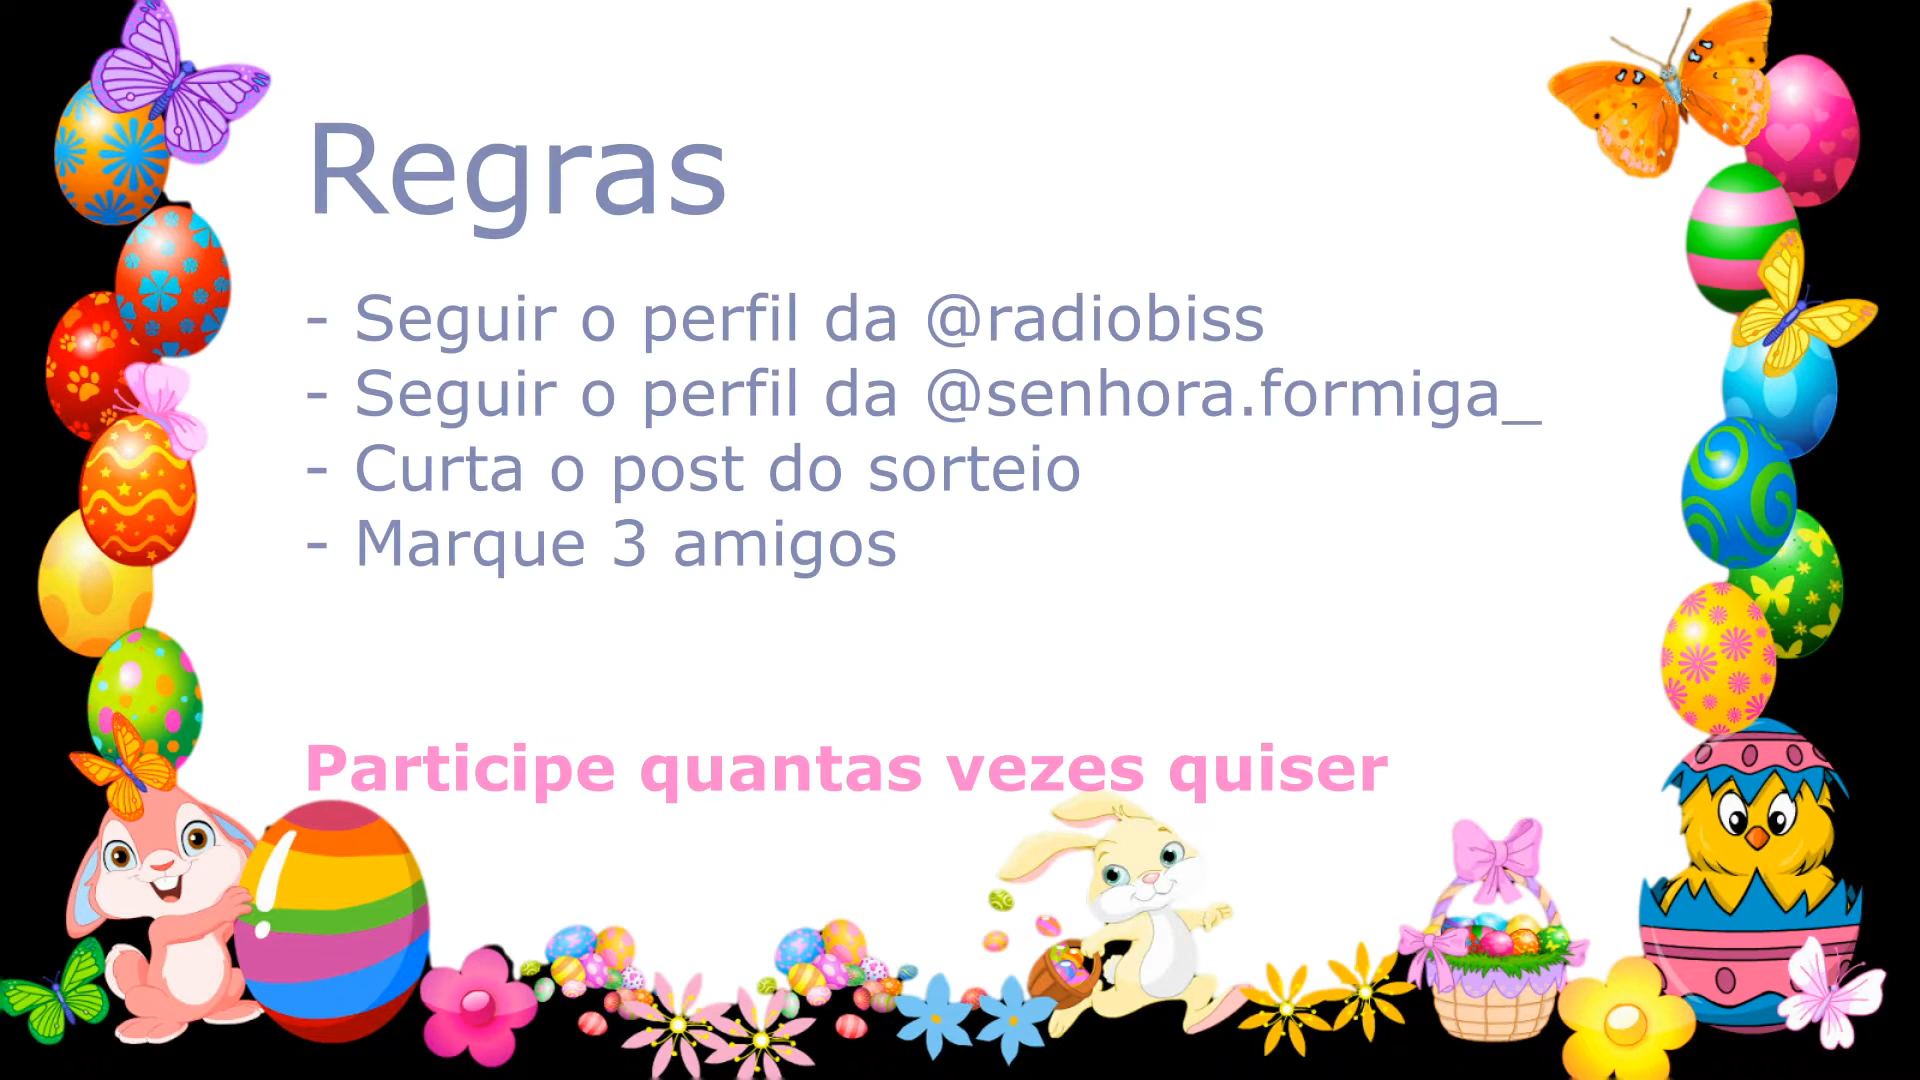 Regras
- Seguir o perfil da @radiobiss
- Seguir o perfil da @senhora.formiga_
- Curta o post do sorteio
- Marque 3 amigos
Participe quantas vezes quiser